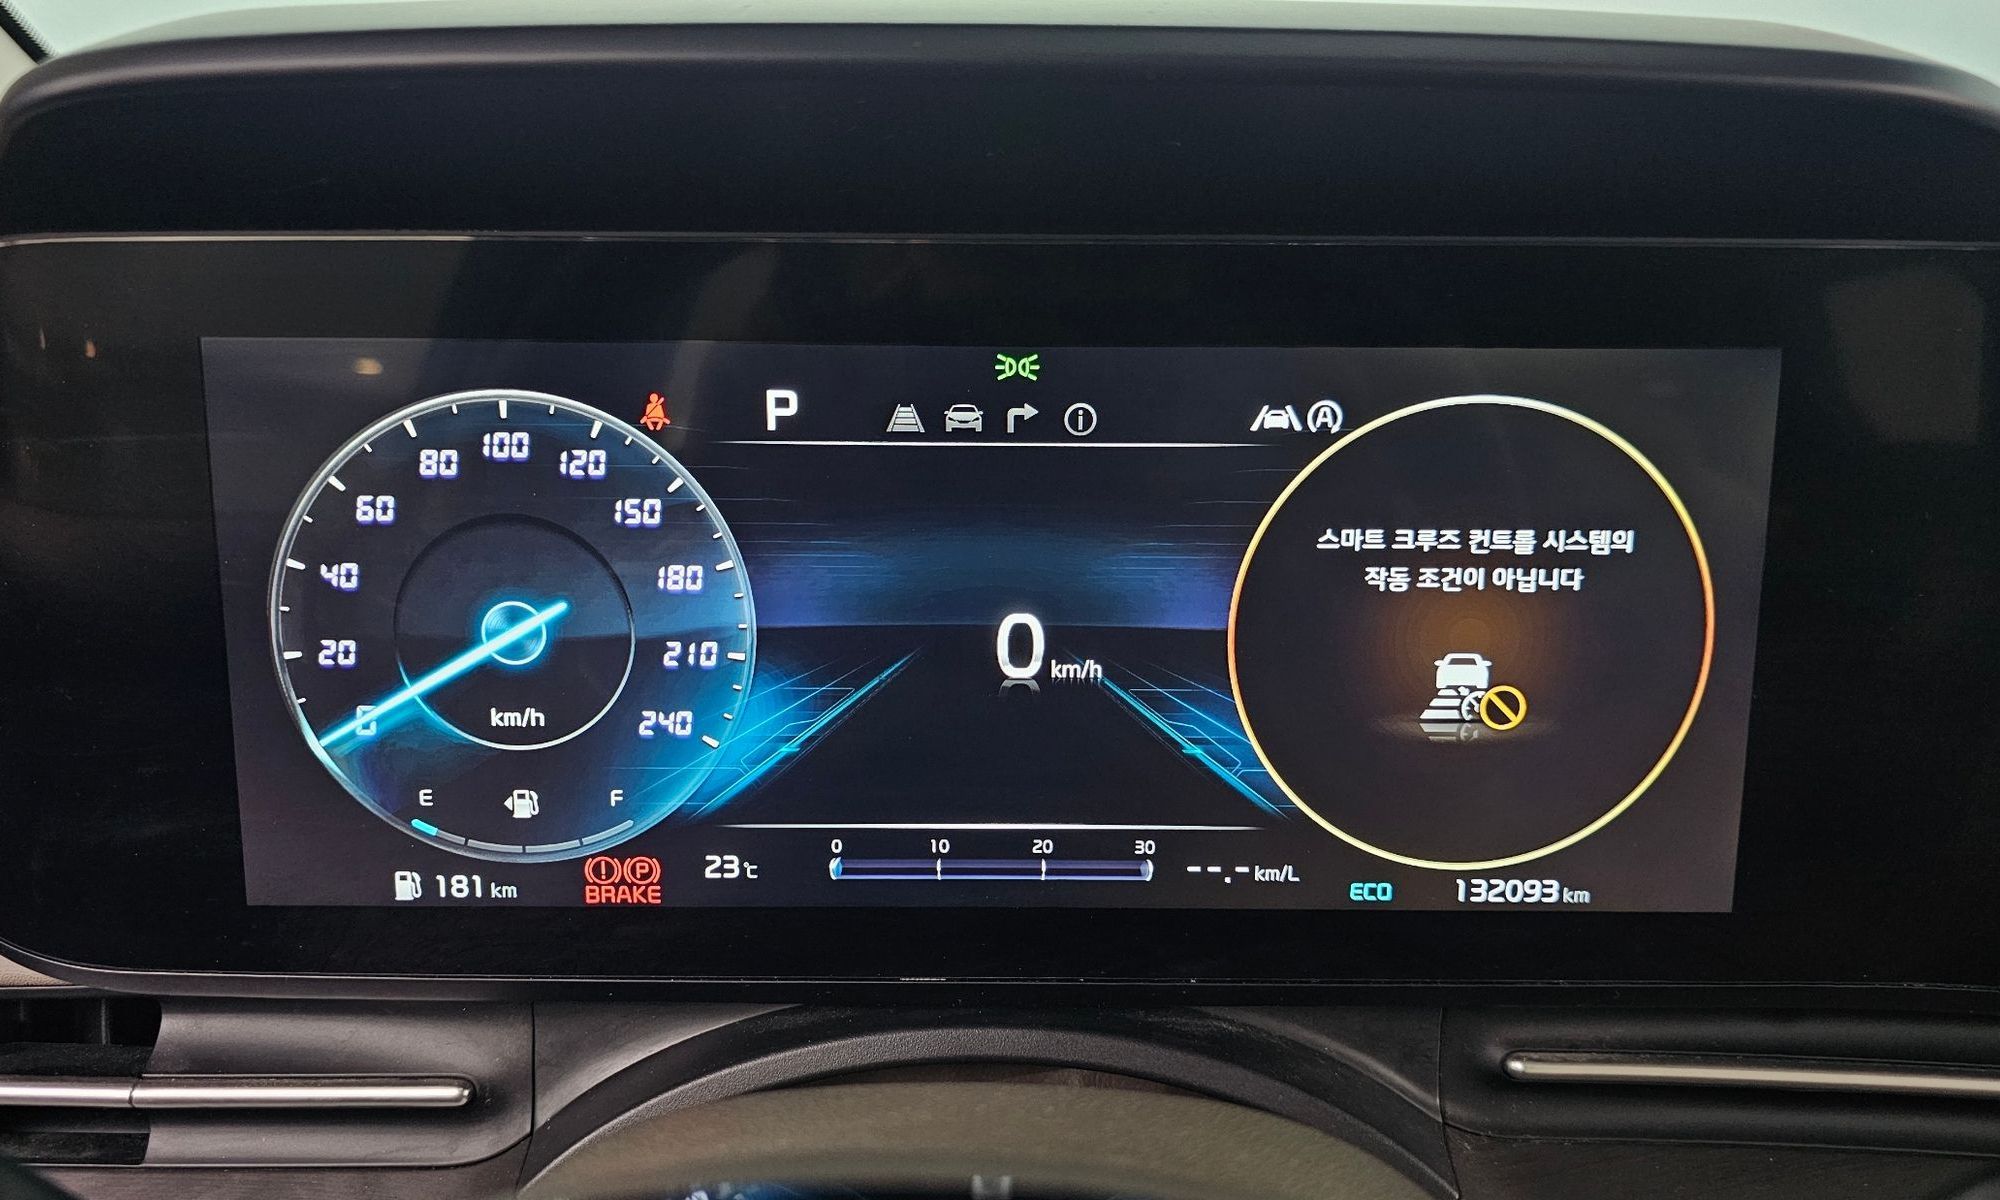 P
A
80 100 120
60 150
40 180
20 210
0 240
km/h
E F
0 km/h
스마트 크루즈 컨트롤 시스템의
작동 조건이 아닙니다
0 10 20 30
181 km
(!) (P)
BRAKE
23℃
--.- km/L
ECO
132093 km